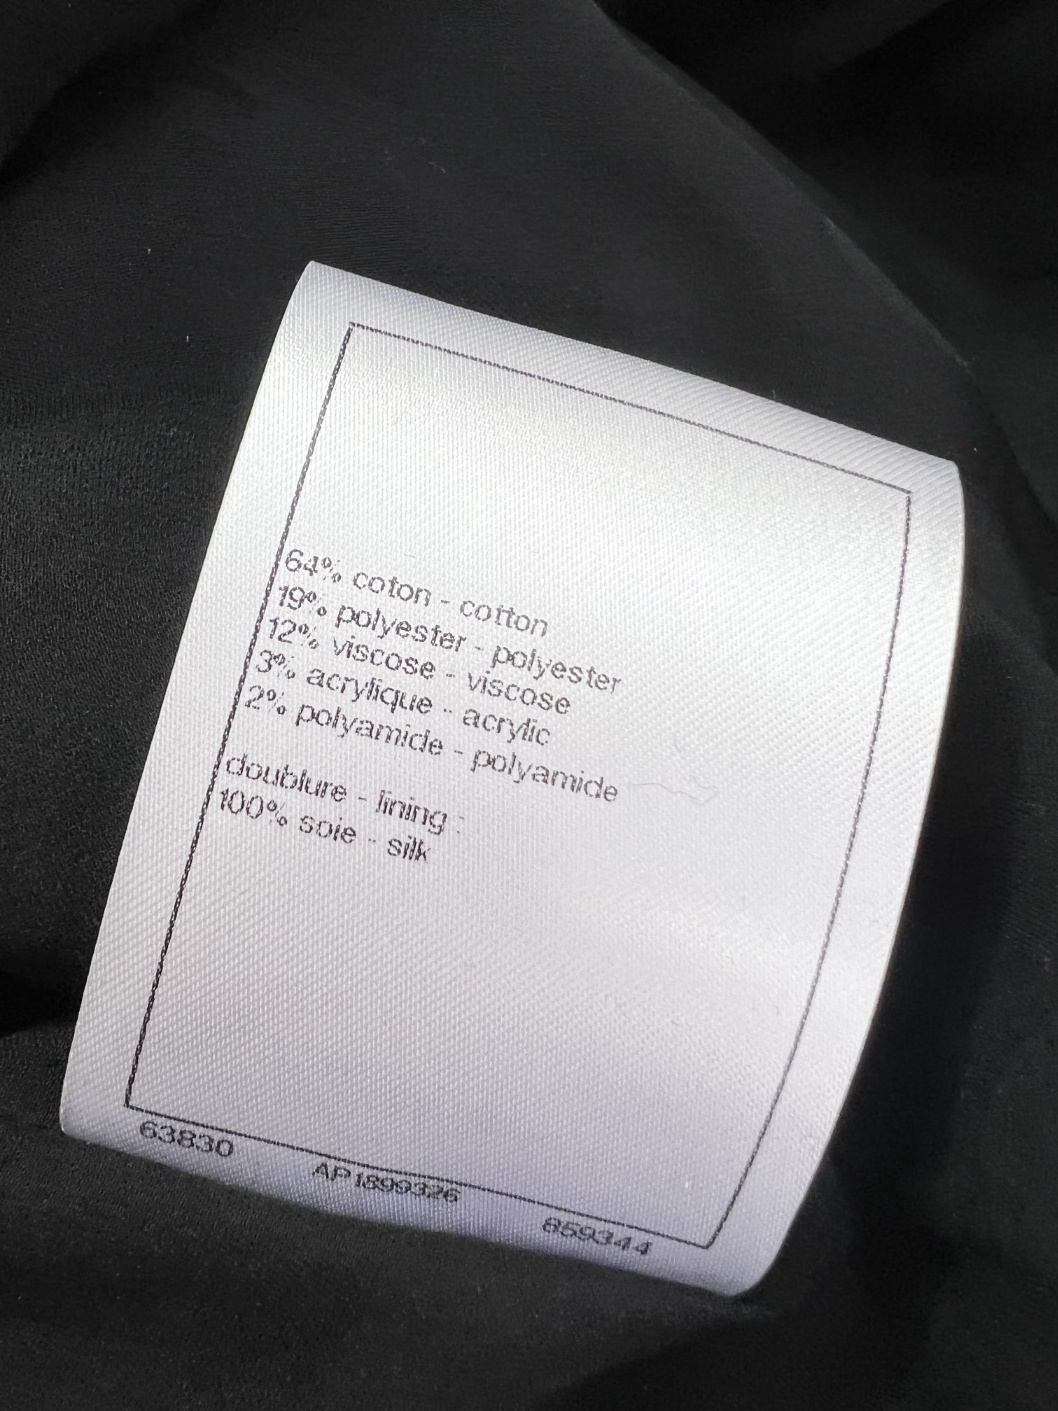 64% coton - cotton
19% polyester - polyester
12% viscose - viscose
3% acrylique - acrylic
2% polyamide - polyamide
doublure - lining :
100% soie - silk
63830
AP1899326
859344